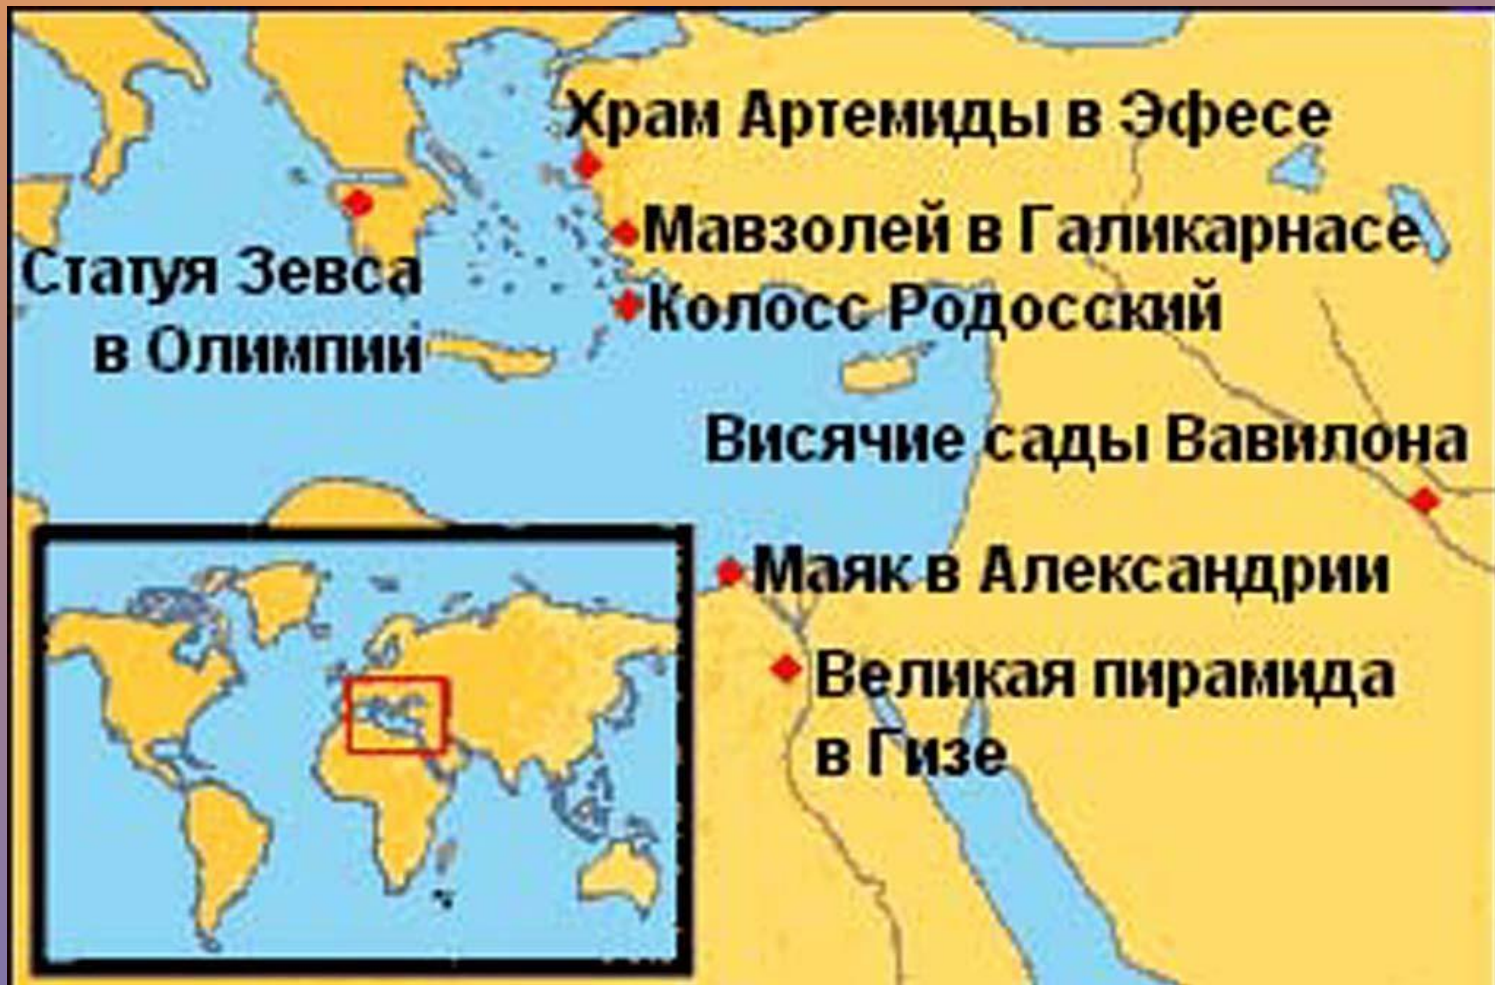 Храм Артемиды в Эфесе
Мавзолей в Галикарнасе
Статуя Зевса
в Олимпии
Колосс Родосский
Висячие сады Вавилона
Маяк в Александрии
Великая пирамида
в Гизе